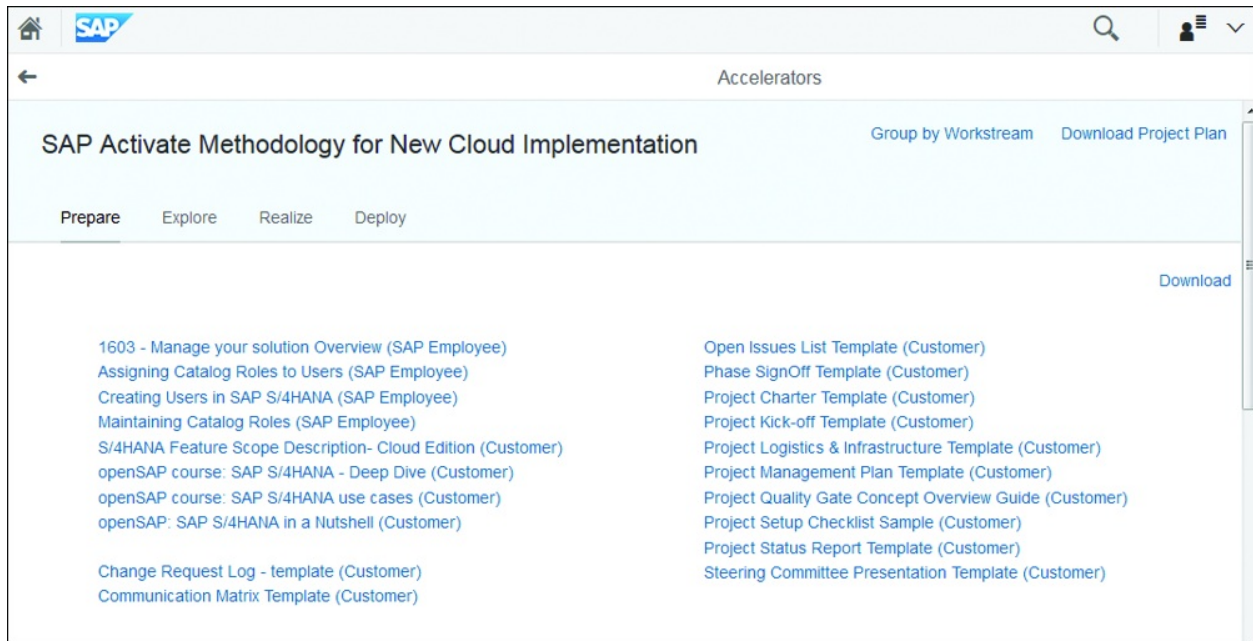 SAP
Accelerators
SAP Activate Methodology for New Cloud Implementation
Group by Workstream
Download Project Plan
Prepare
Explore
Realize
Deploy
Download
1603 - Manage your solution Overview (SAP Employee)
Assigning Catalog Roles to Users (SAP Employee)
Creating Users in SAP S/4HANA (SAP Employee)
Maintaining Catalog Roles (SAP Employee)
S/4HANA Feature Scope Description- Cloud Edition (Customer)
openSAP course: SAP S/4HANA - Deep Dive (Customer)
openSAP course: SAP S/4HANA use cases (Customer)
openSAP: SAP S/4HANA in a Nutshell (Customer)
Change Request Log - template (Customer)
Communication Matrix Template (Customer)
Open Issues List Template (Customer)
Phase SignOff Template (Customer)
Project Charter Template (Customer)
Project Kick-off Template (Customer)
Project Logistics & Infrastructure Template (Customer)
Project Management Plan Template (Customer)
Project Quality Gate Concept Overview Guide (Customer)
Project Setup Checklist Sample (Customer)
Project Status Report Template (Customer)
Steering Committee Presentation Template (Customer)